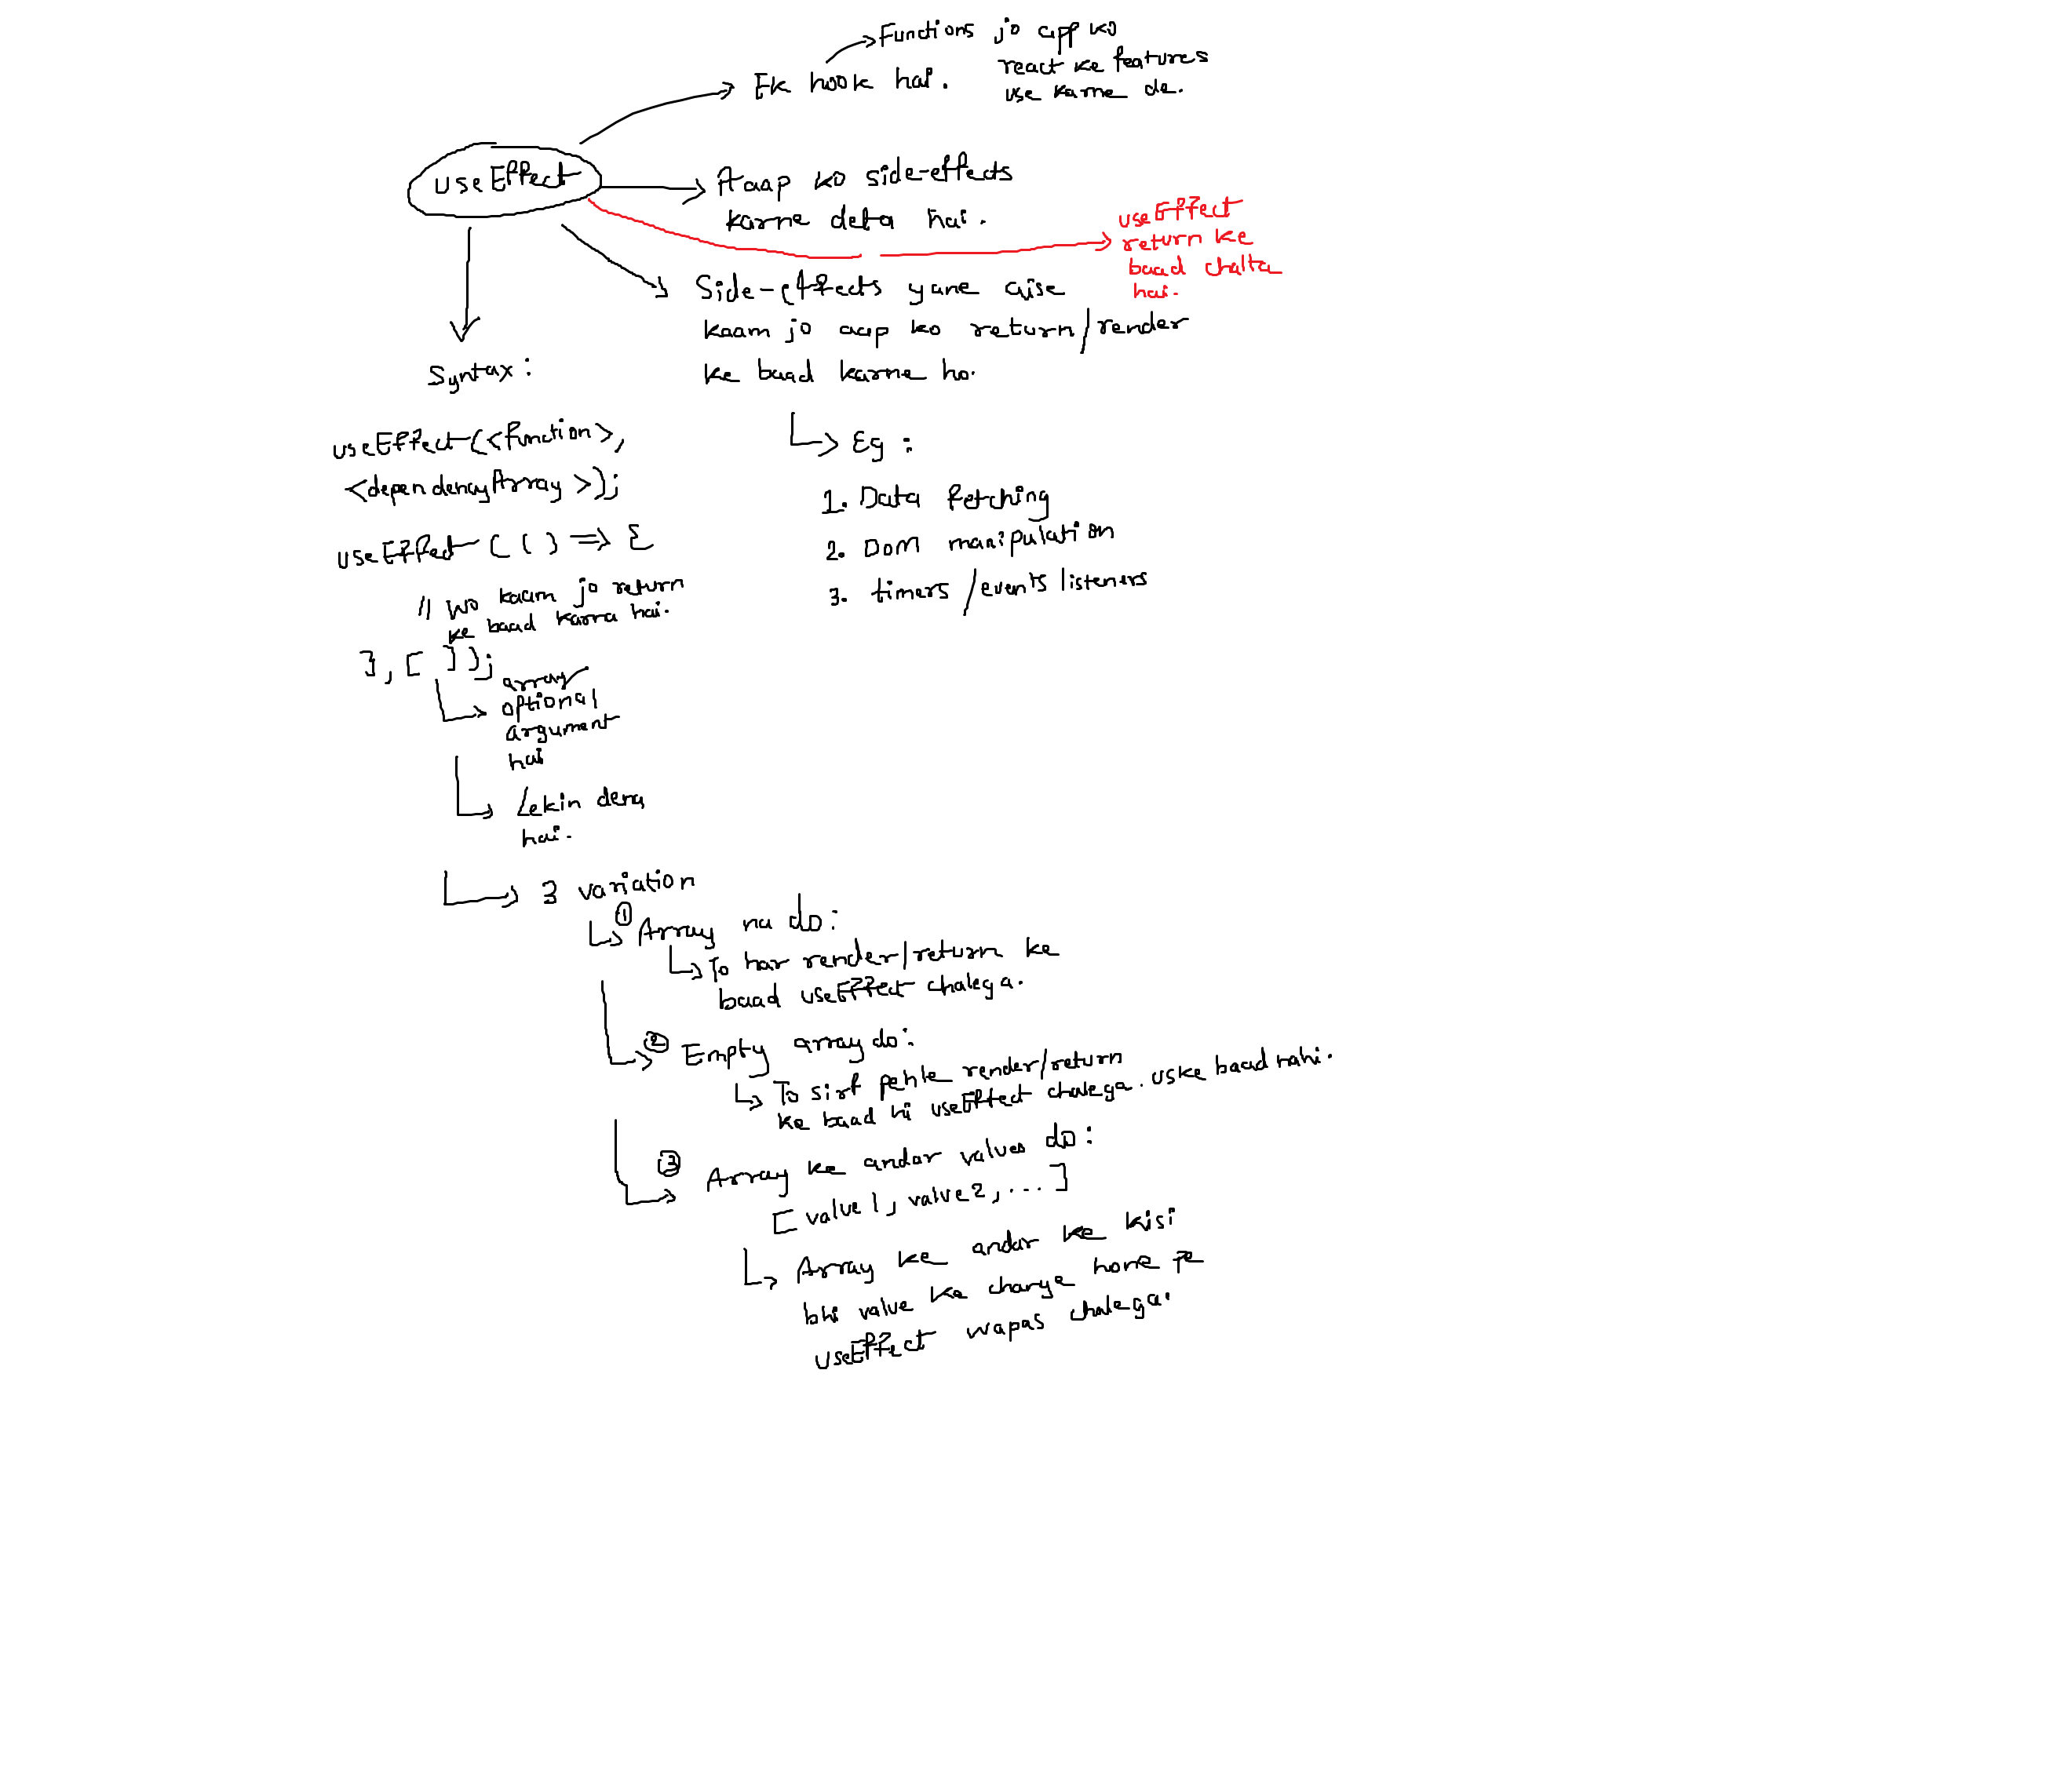 Functions jo aap ko
react ke features
use karne de.
Ek hook hai.
useEffect
Aaap ko side-effects
karne deta hai.
useEffect
return ke
baad chalta
hai.
Side-effects yane aise
kaam jo aap ko return/render
ke baad karne ho.
Eg :
1. Data fetching
2. DOM manipulation
3. timers /events listeners
Syntax:
useEffect(<function>,
<dependencyArray>);
useEffect(() => {
// wo kaam jo return
ke baad karna hai.
}, [ ]);
array
optional
argument
hai
Lekin dena
hai.
3 variation
① Array na do:
To har render/return ke
baad useEffect chalega.
② Empty array do:
To sirf pehle render/return
ke baad hi useEffect chalega. uske baad nahi.
③ Array ke andar values do:
[ value1, value2, ... ]
Array ke andar ke kisi
bhi value ke change hone pe
useEffect wapas chalega.